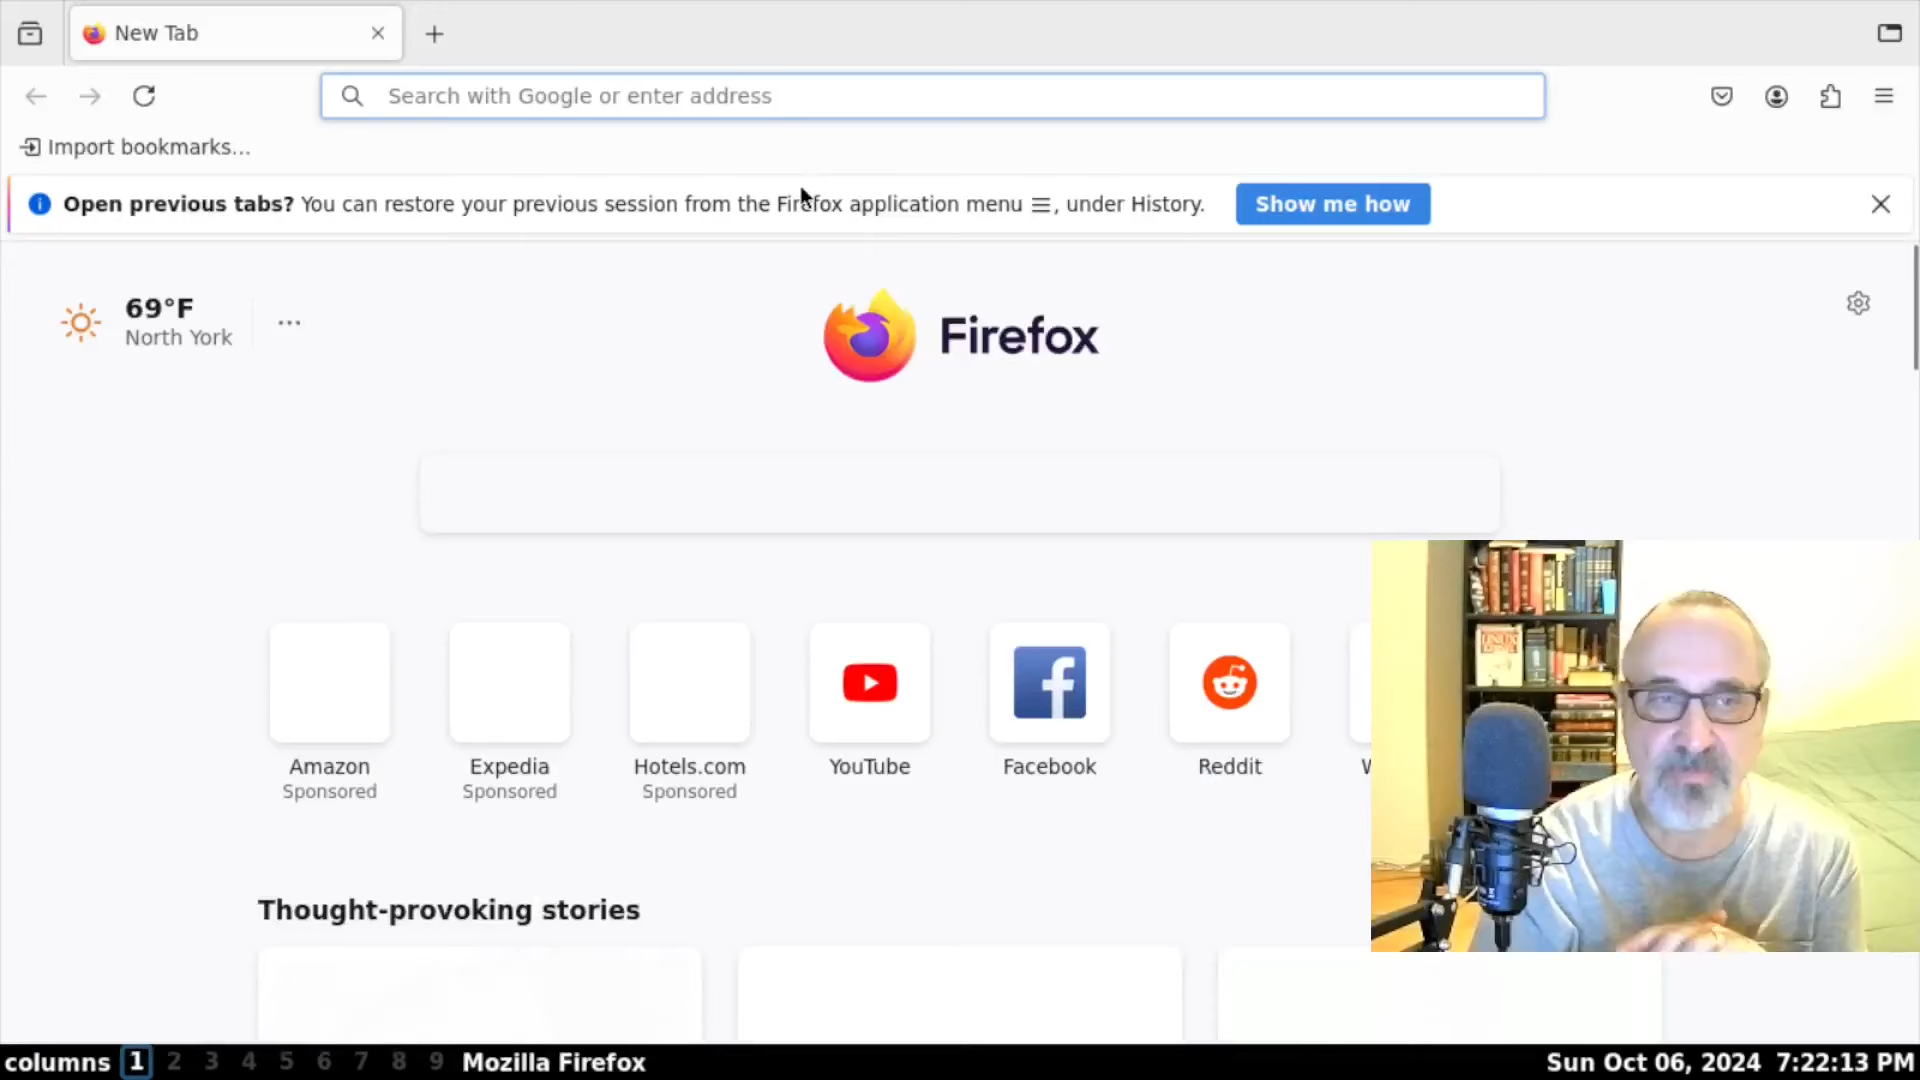 New Tab
Search with Google or enter address
Import bookmarks...
Open previous tabs? You can restore your previous session from the Firefox application menu ☰, under History.
Show me how
69°F
North York
Firefox
Amazon
Sponsored
Expedia
Sponsored
Hotels.com
Sponsored
YouTube
Facebook
Reddit
LINUX
Thought-provoking stories
columns 1 2 3 4 5 6 7 8 9 Mozilla Firefox
Sun Oct 06, 2024 7:22:13 PM